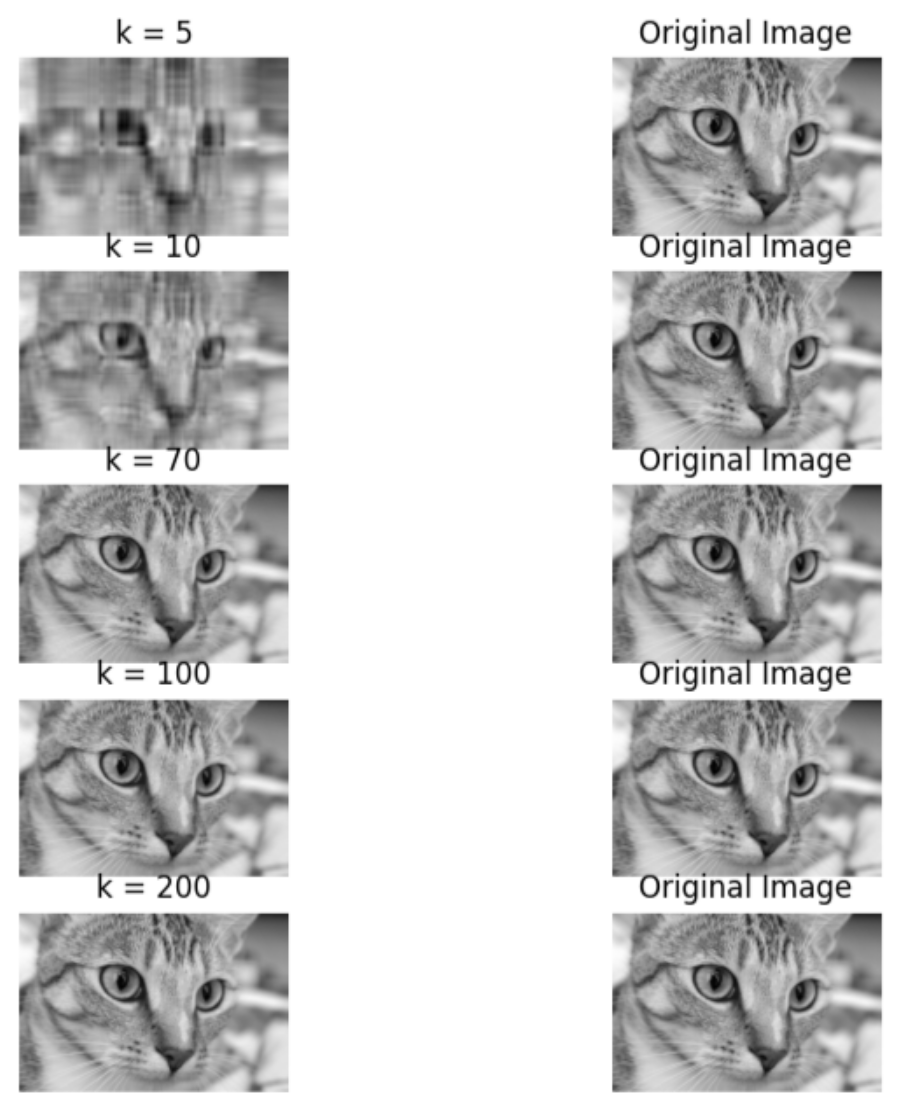 k = 5
Original Image
k = 10
Original Image
k = 70
Original Image
k = 100
Original Image
k = 200
Original Image